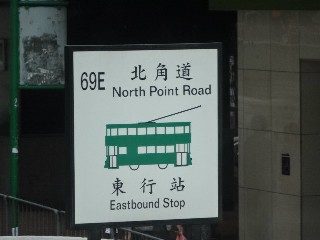 69E
北角道
North Point Road
東行站
Eastbound Stop